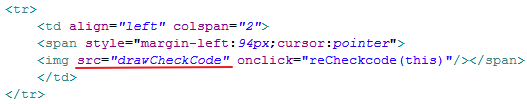 <tr>
<td align="left" colspan="2">
<span style="margin-left:94px;cursor:pointer">
<img src="drawCheckCode" onclick="reCheckcode(this)"/></span>
</td>
</tr>